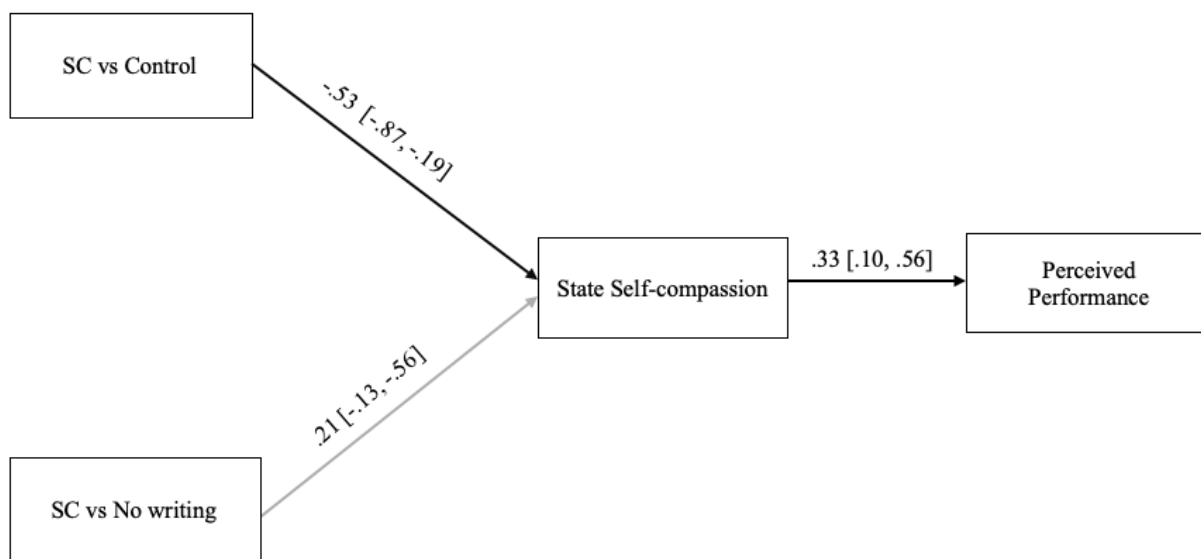 SC vs Control
-.53 [-.87, -.19]
State Self-compassion
.33 [.10, .56]
Perceived
Performance
.21 [-.13, -.56]
SC vs No writing